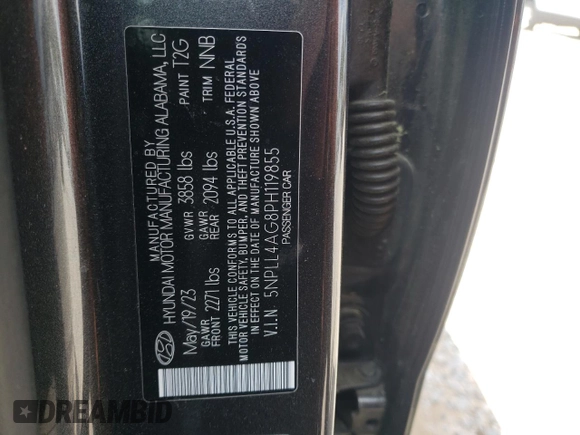 MANUFACTURED BY
HYUNDAI MOTOR MANUFACTURING ALABAMA, LLC
May/19/23 GVWR 3858 lbs PAINT T2G
GAWR FRONT 2271 lbs GAWR REAR 2094 lbs TRIM NNB
THIS VEHICLE CONFORMS TO ALL APPLICABLE U.S.A. FEDERAL
MOTOR VEHICLE SAFETY, BUMPER, AND THEFT PREVENTION STANDARDS
IN EFFECT ON THE DATE OF MANUFACTURE SHOWN ABOVE.
V.I.N 5NPLL4AG8PH119855
PASSENGER CAR
DREAMBID